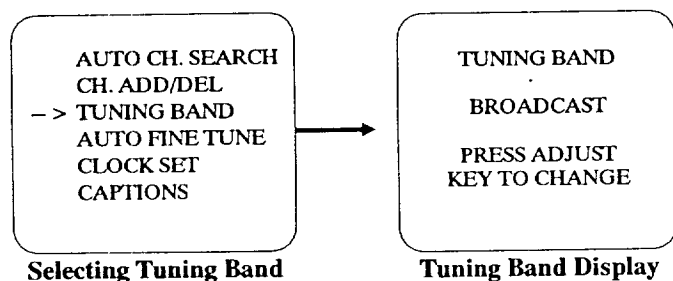 AUTO CH. SEARCH
CH. ADD/DEL
-> TUNING BAND
AUTO FINE TUNE
CLOCK SET
CAPTIONS
Selecting Tuning Band
TUNING BAND
BROADCAST
PRESS ADJUST
KEY TO CHANGE
Tuning Band Display